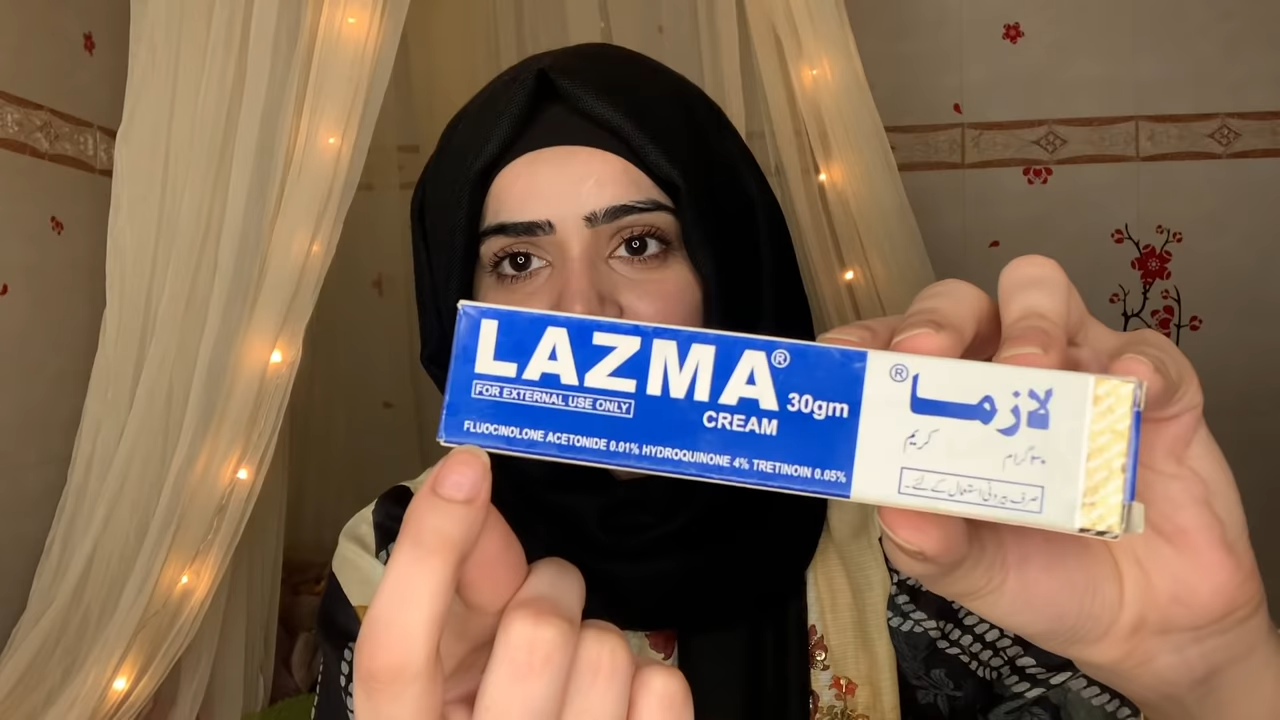 LAZMA®
FOR EXTERNAL USE ONLY
30gm
CREAM
FLUOCINOLONE ACETONIDE 0.01% HYDROQUINONE 4% TRETINOIN 0.05%
لازما®
کریم
۳۰ گرام
صرف بیرونی استعمال کے لئے۔